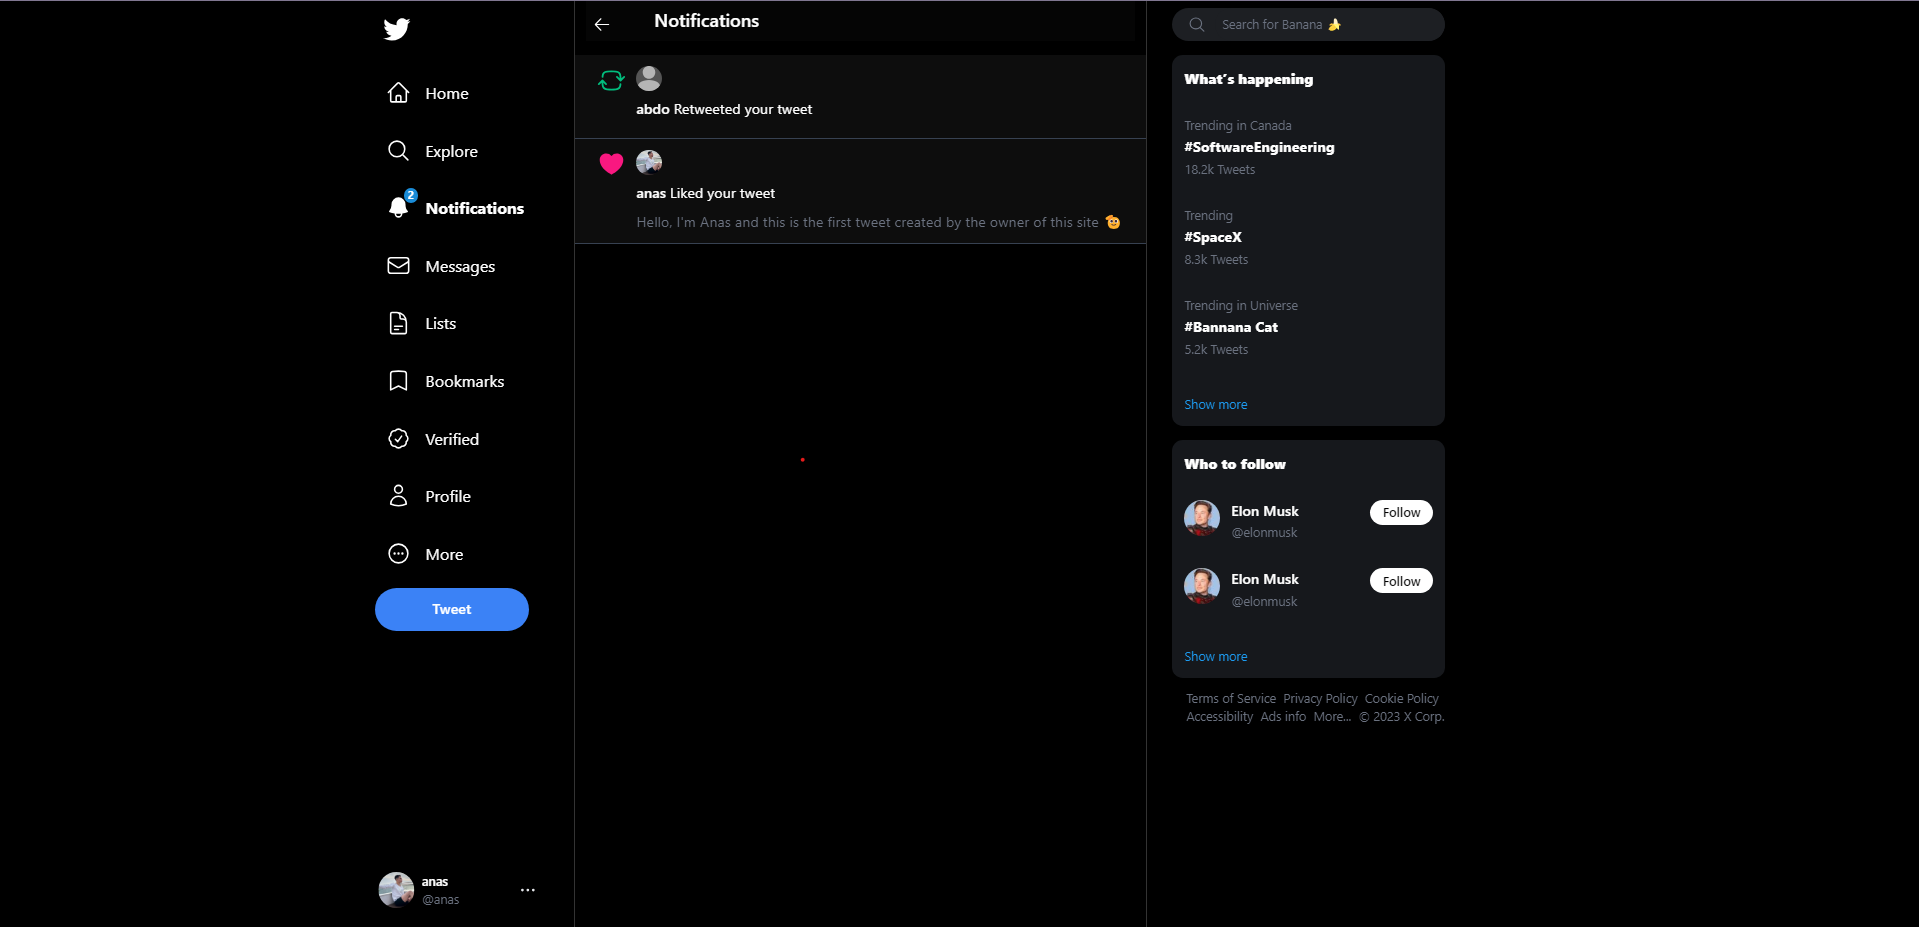 Home
Explore
2
Notifications
Messages
Lists
Bookmarks
Verified
Profile
More
Tweet
anas
@anas
Notifications
abdo Retweeted your tweet
anas Liked your tweet
Hello, I'm Anas and this is the first tweet created by the owner of this site 🫡
Search for Banana 🍌
What's happening
Trending in Canada
#SoftwareEngineering
18.2k Tweets
Trending
#SpaceX
8.3k Tweets
Trending in Universe
#Bannana Cat
5.2k Tweets
Show more
Who to follow
Elon Musk
Follow
@elonmusk
Elon Musk
Follow
@elonmusk
Show more
Terms of Service Privacy Policy Cookie Policy
Accessibility Ads info More... © 2023 X Corp.